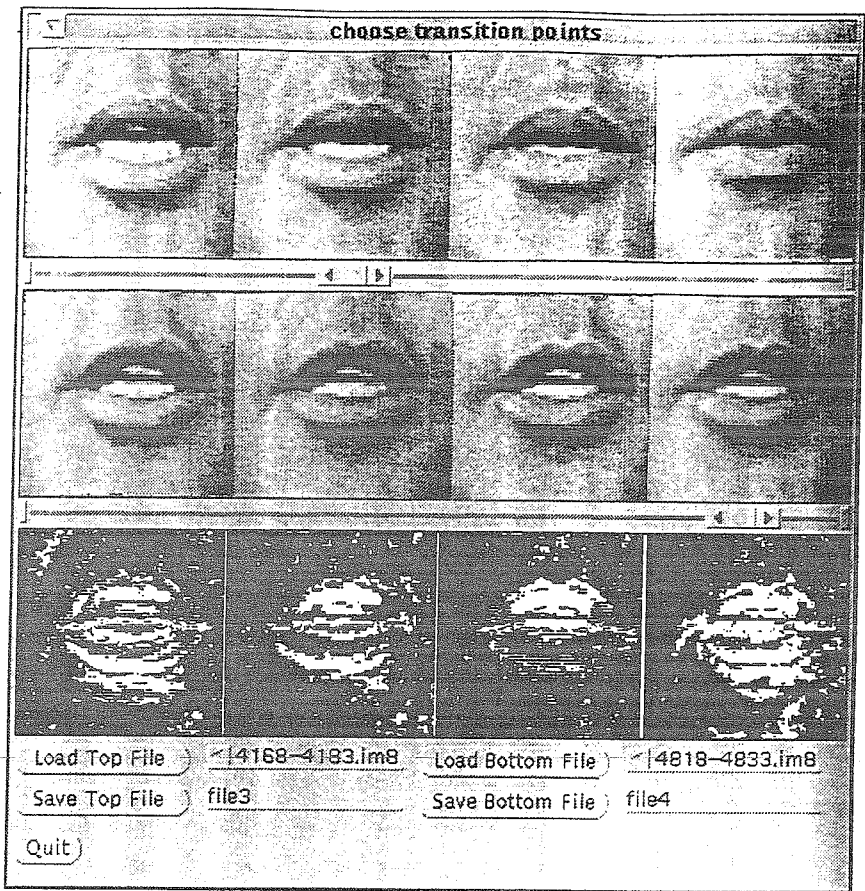 choose transition points
Load Top File 4168-4183.im8 Load Bottom File 4818-4833.im8
Save Top File file3 Save Bottom File file4
Quit